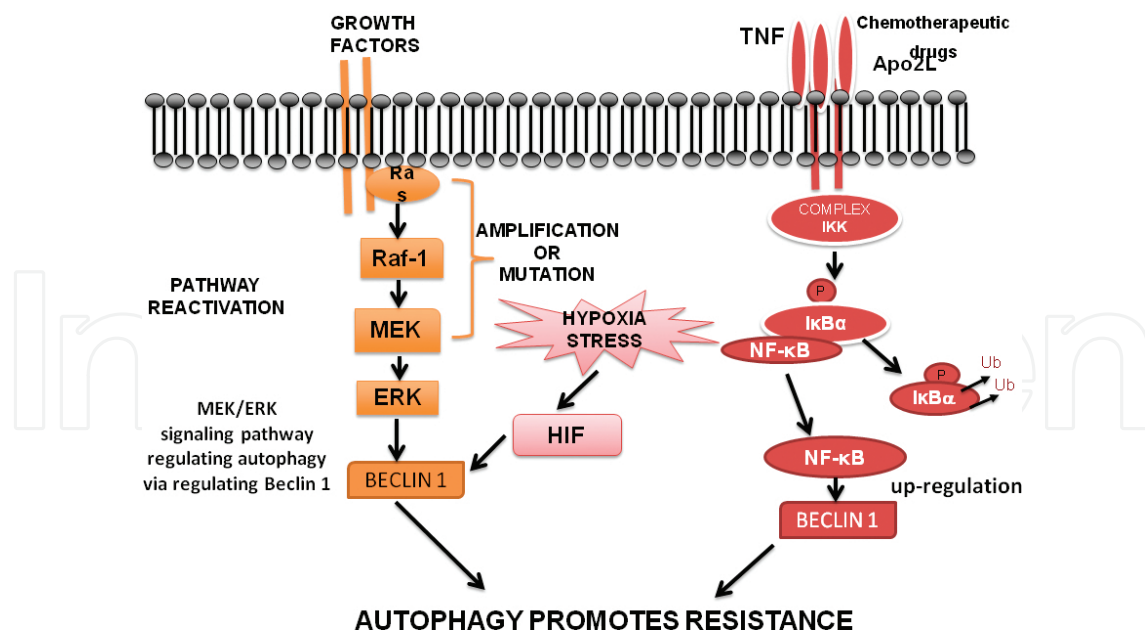 GROWTH
FACTORS
TNF
Chemotherapeutic
drugs
Apo2L
Ra
s
Raf-1
MEK
ERK
BECLIN 1
AMPLIFICATION
OR
MUTATION
PATHWAY
REACTIVATION
MEK/ERK
signaling pathway
regulating autophagy
via regulating Beclin 1
HYPOXIA
STRESS
HIF
COMPLEX
IKK
P
IκBα
NF-κB
P
IκBα
Ub
Ub
NF-κB
up-regulation
BECLIN 1
AUTOPHAGY PROMOTES RESISTANCE